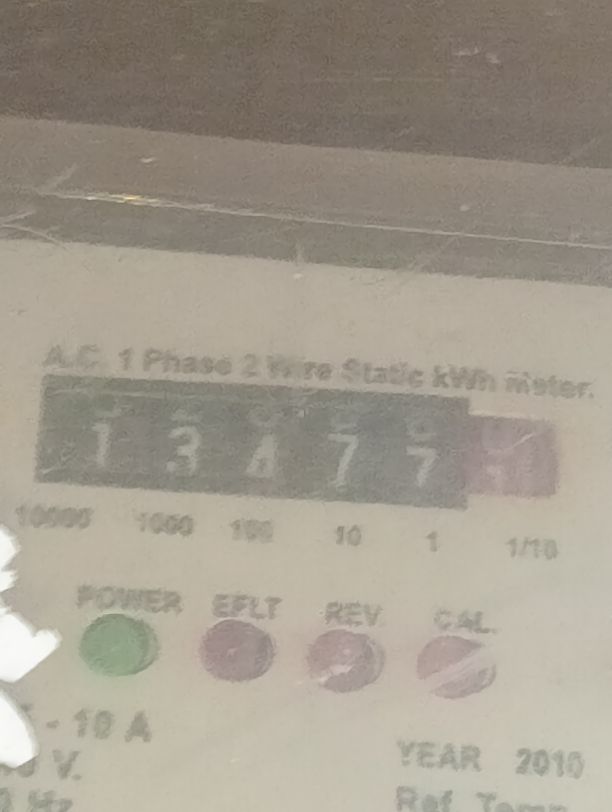 A.C. 1 Phase 2 Wire Static kWh meter.
1 3 4 7 7
10000 1000 100 10 1 1/10
POWER EFLT REV. CAL.
- 10 A
V.
YEAR 2010
Hz
Ref. Temp